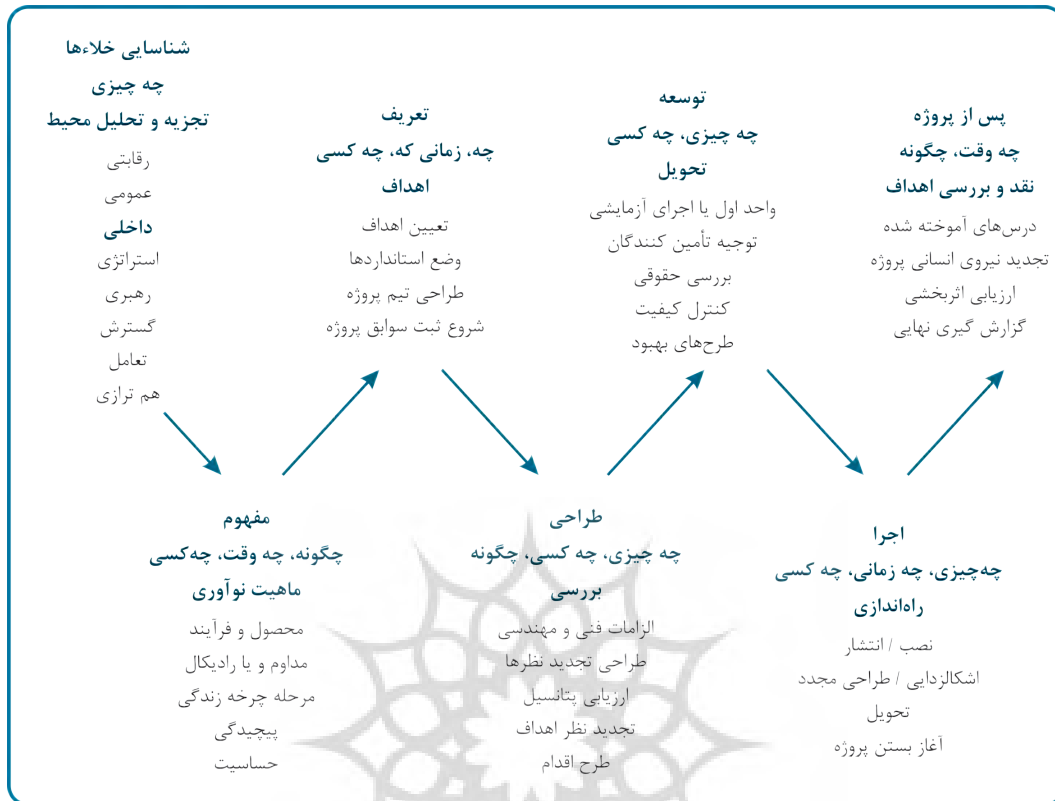 شناسایی خلاءها
چه چیزی
تجزیه و تحلیل محیط
رقابتی
عمومی
داخلی
استراتژی
رهبری
گسترش
تعامل
هم ترازی
مفهوم
چگونه، چه وقت، چه‌کسی
ماهیت نوآوری
محصول و فرآیند
مداوم و یا رادیکال
مرحله چرخه زندگی
پیچیدگی
حساسیت
تعریف
چه، زمانی که، چه کسی
اهداف
تعیین اهداف
وضع استانداردها
طراحی تیم پروژه
شروع ثبت سوابق پروژه
طراحی
چه چیزی، چه کسی، چگونه
بررسی
الزامات فنی و مهندسی
طراحی تجدید نظرها
ارزیابی پتانسیل
تجدید نظر اهداف
طرح اقدام
توسعه
چه چیزی، چه کسی
تحویل
واحد اول یا اجرای آزمایشی
توجیه تأمین کنندگان
بررسی حقوقی
کنترل کیفیت
طرح‌های بهبود
اجرا
چه‌چیزی، چه زمانی، چه کسی
راه‌اندازی
نصب / انتشار
اشکالزدایی / طراحی مجدد
تحویل
آغاز بستن پروژه
پس از پروژه
چه وقت، چگونه
نقد و بررسی اهداف
درس‌های آموخته شده
تجدید نیروی انسانی پروژه
ارزیابی اثربخشی
گزارش گیری نهایی